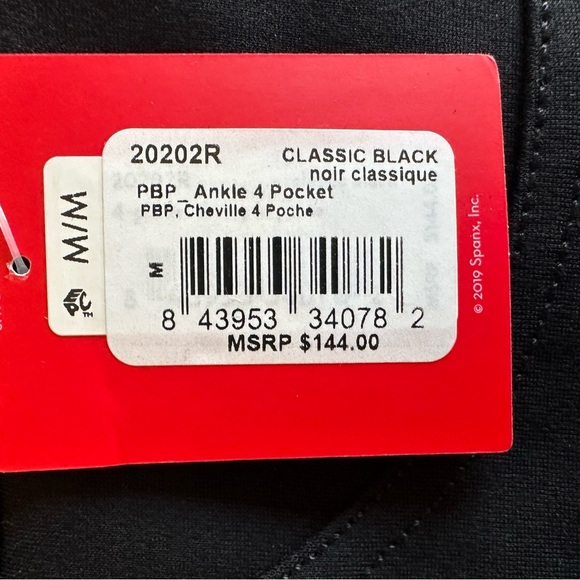 20202R CLASSIC BLACK
noir classique
PBP_ Ankle 4 Pocket
PBP, Cheville 4 Poche
M
8 43953 34078 2
MSRP $144.00
M/M
© 2019 Spanx, Inc.